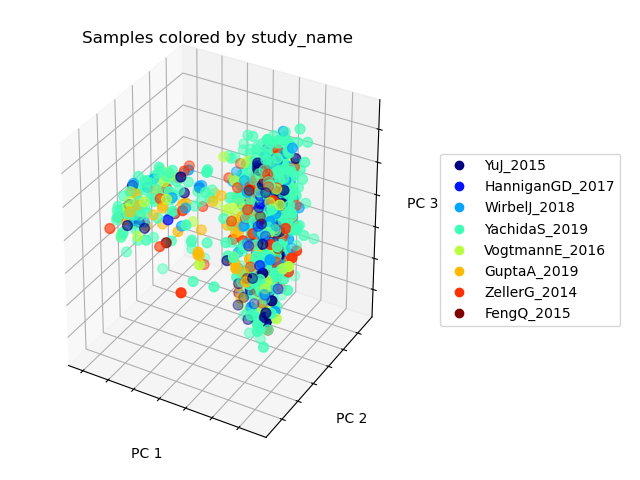 Samples colored by study_name
PC 1
PC 2
PC 3
YuJ_2015
HanniganGD_2017
WirbelJ_2018
YachidaS_2019
VogtmannE_2016
GuptaA_2019
ZellerG_2014
FengQ_2015